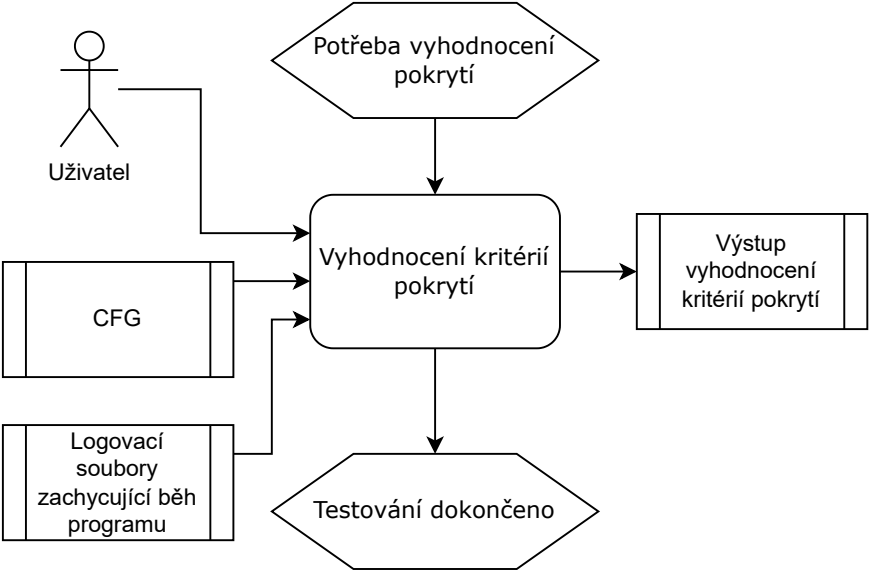 Potřeba vyhodnocení
pokrytí
Uživatel
Vyhodnocení kritérií
pokrytí
Výstup
vyhodnocení
kritérií pokrytí
CFG
Logovací
soubory
zachycující běh
programu
Testování dokončeno